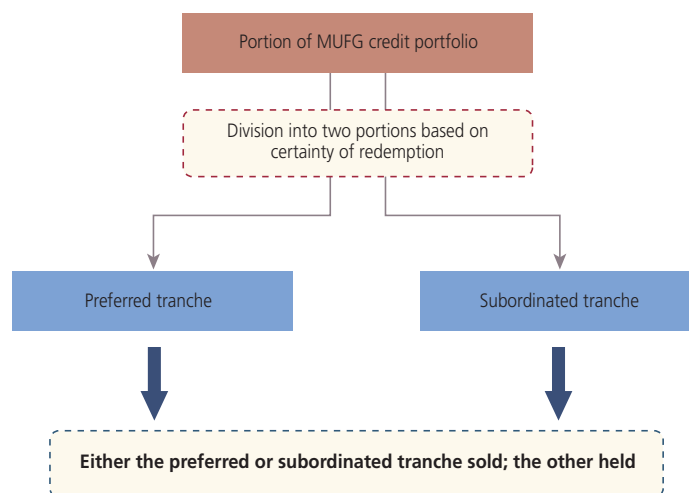 Portion of MUFG credit portfolio
Division into two portions based on
certainty of redemption
Preferred tranche
Subordinated tranche
Either the preferred or subordinated tranche sold; the other held